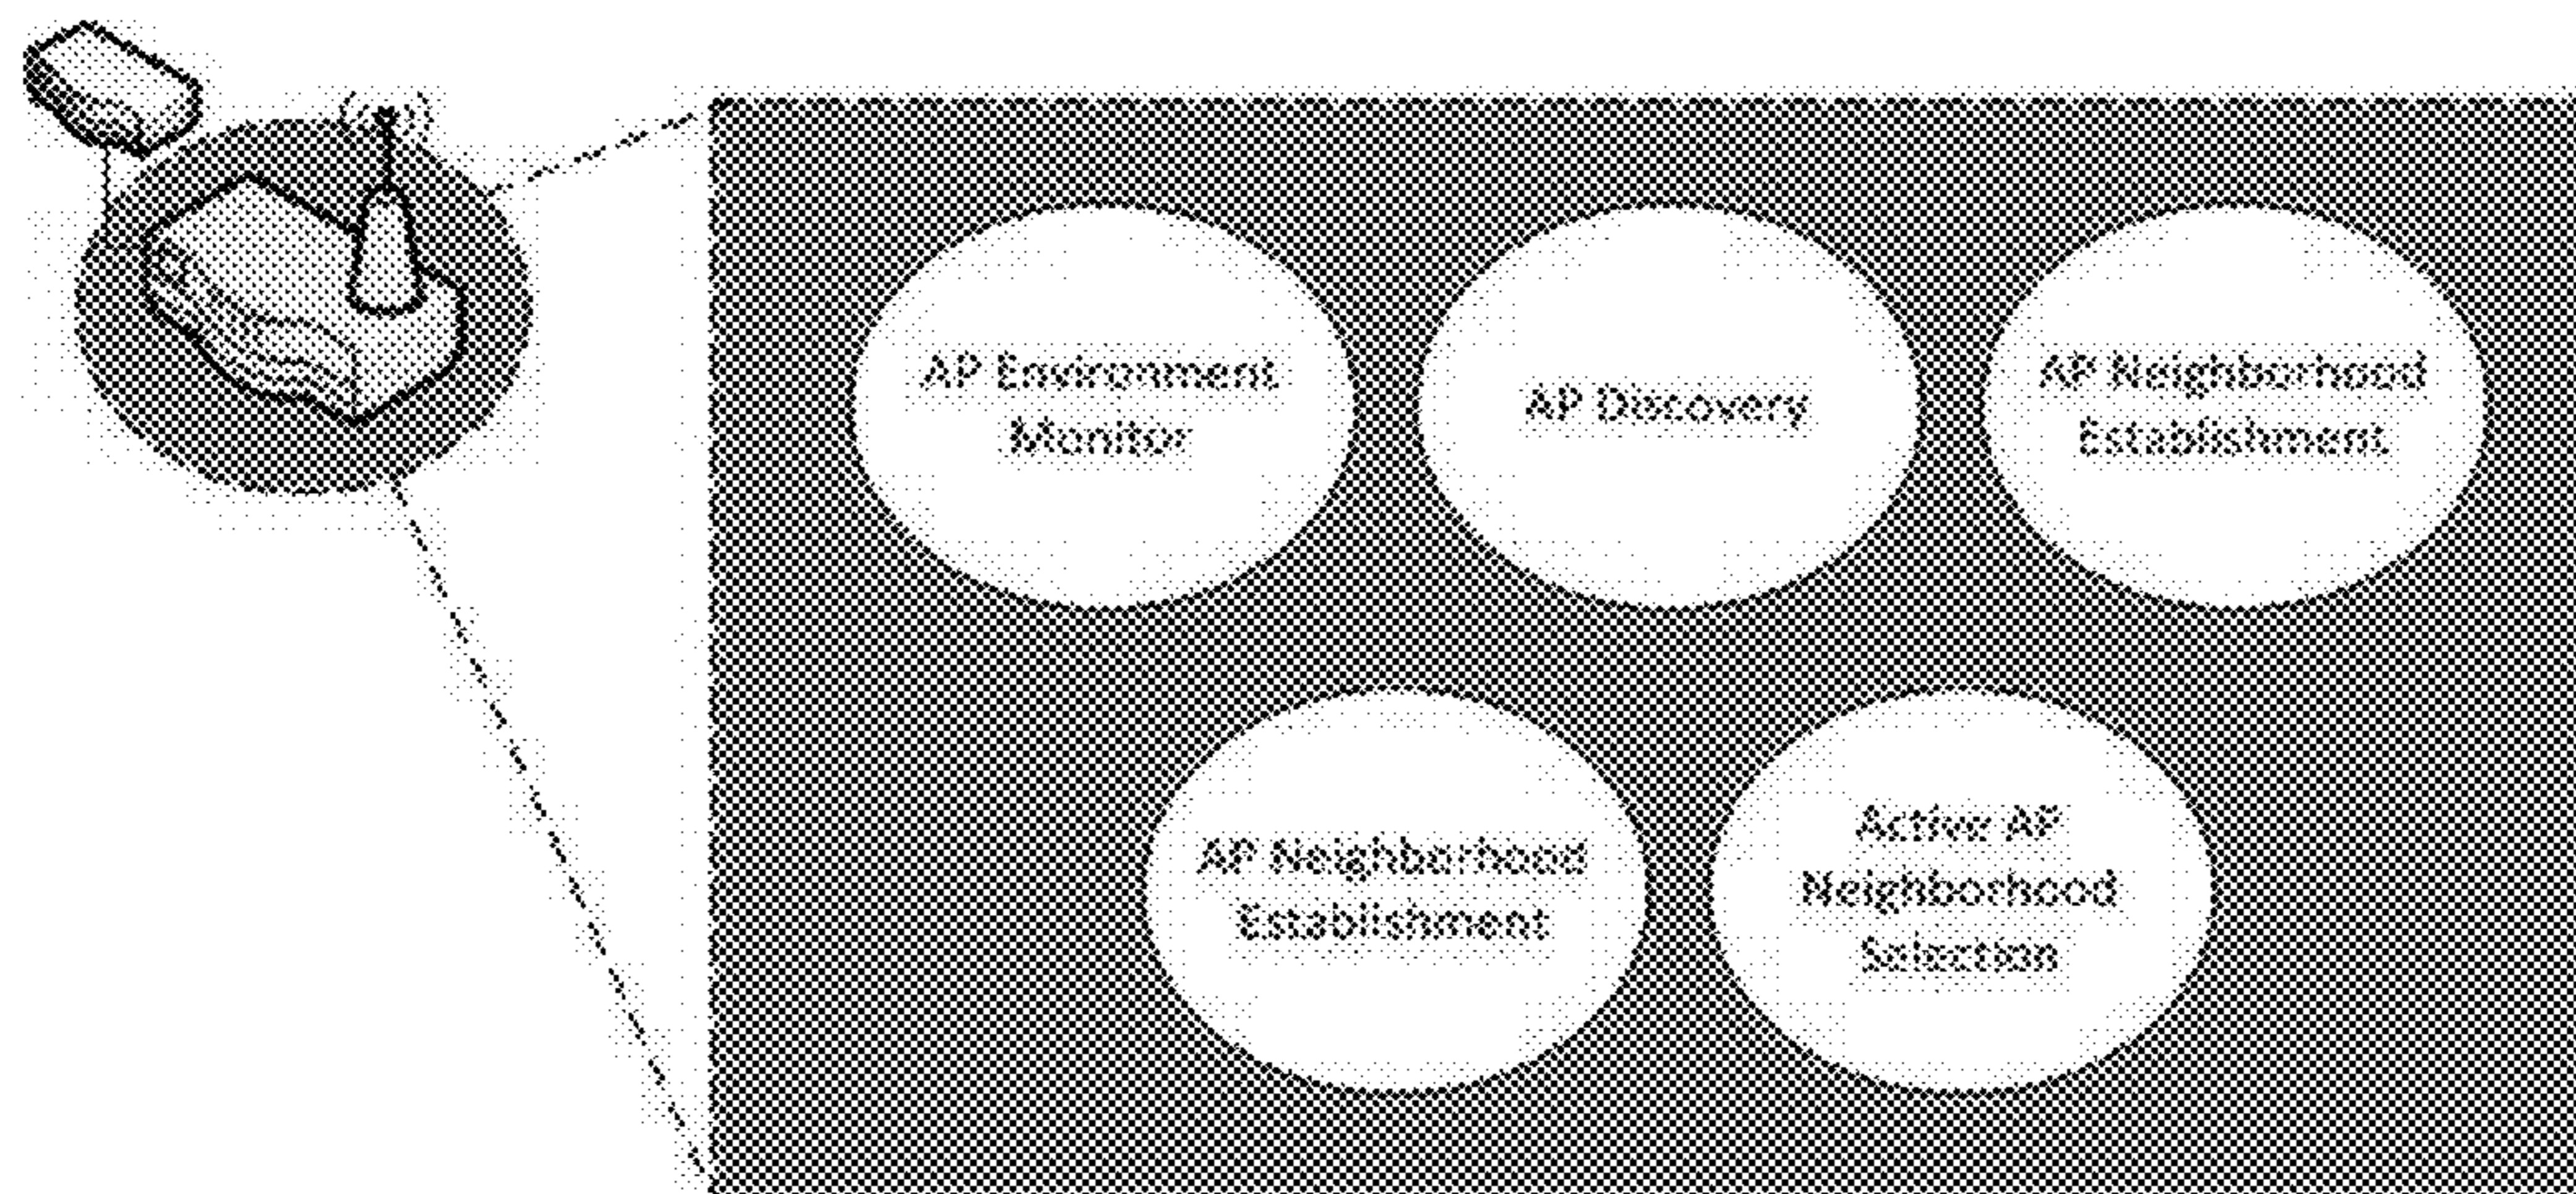 AP Environment
Monitor
AP Discovery
AP Neighborhood
Establishment
AP Neighborhood
Establishment
Active AP
Neighborhood
Selection